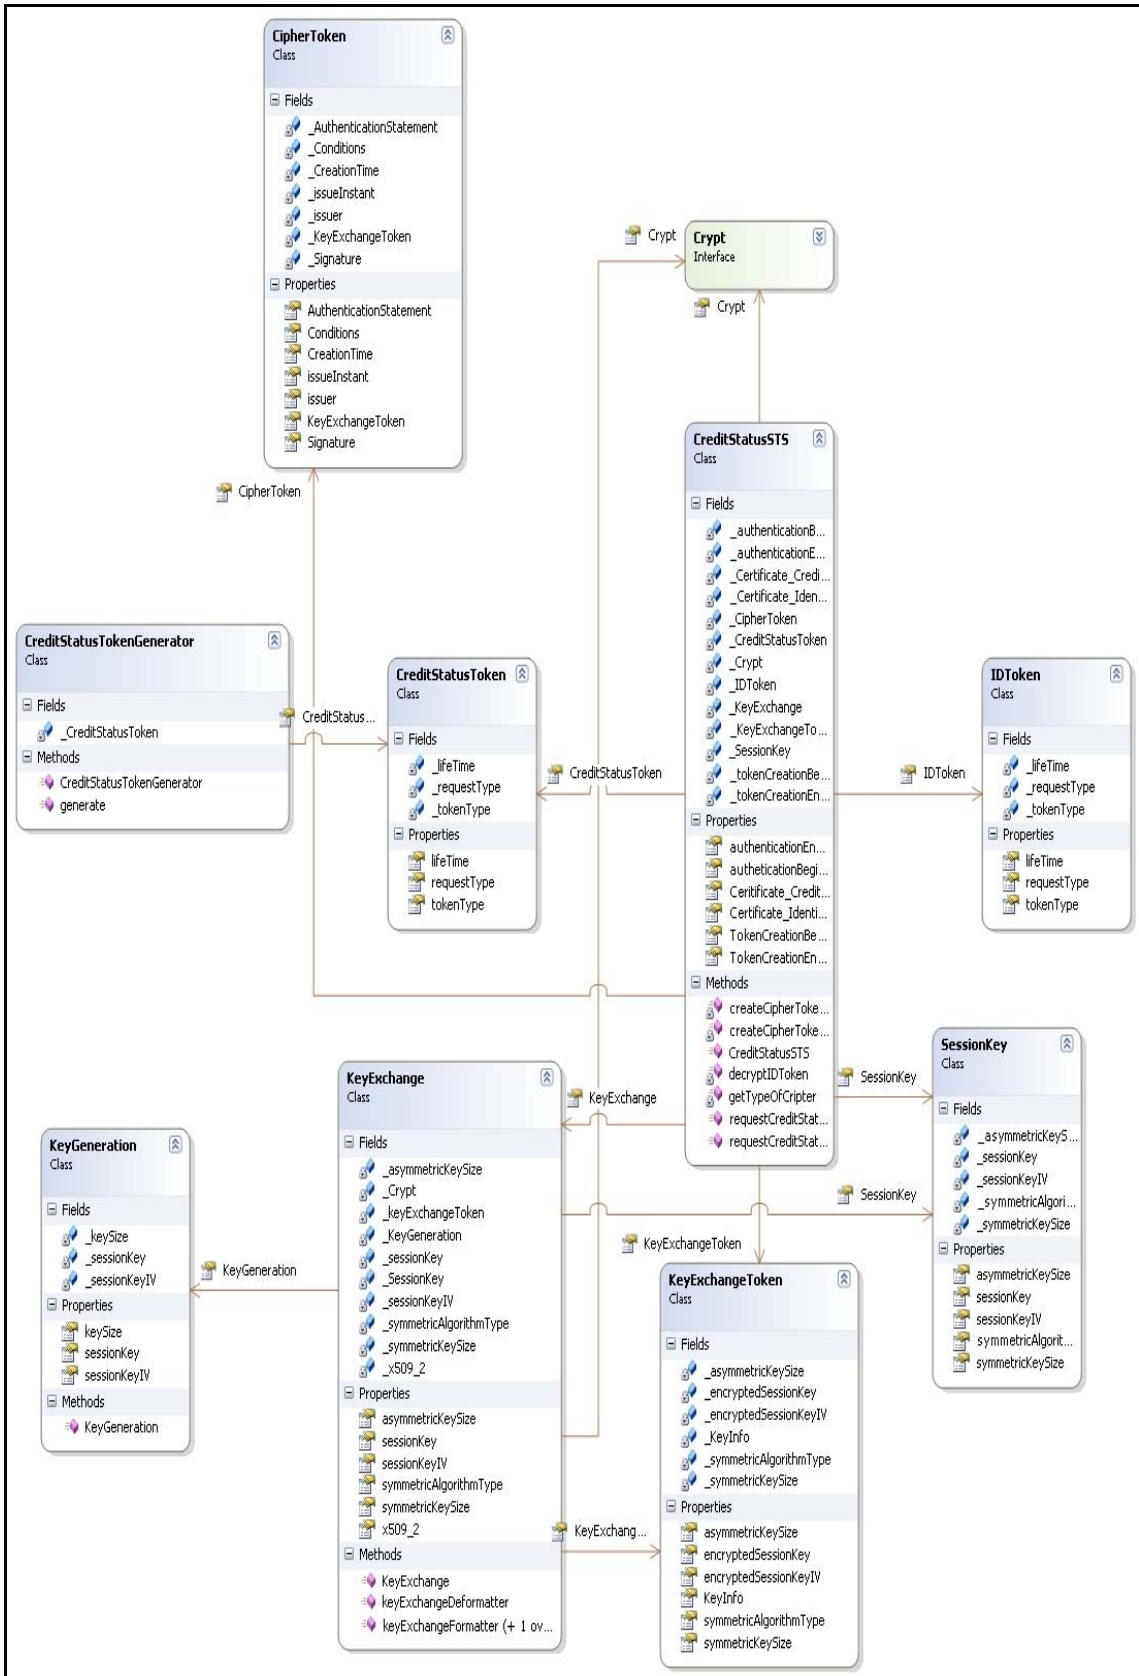 CipherToken
Class
Fields
_AuthenticationStatement
_Conditions
_CreationTime
_issueInstant
_issuer
_KeyExchangeToken
_Signature
Properties
AuthenticationStatement
Conditions
CreationTime
issueInstant
issuer
KeyExchangeToken
Signature
CipherToken
Crypt
Crypt
Interface
Crypt
CreditStatusSTS
Class
Fields
_authenticationB...
_authenticationE...
_Certificate_Credi...
_Certificate_Iden...
_CipherToken
_CreditStatusToken
_Crypt
_IDToken
_KeyExchange
_KeyExchangeTo...
_SessionKey
_tokenCreationBe...
_tokenCreationEn...
Properties
authenticationEn...
autheticationBegi...
Ceritificate_Credit...
Certificate_Identi...
TokenCreationBe...
TokenCreationEn...
Methods
createCipherToke...
createCipherToke...
CreditStatusSTS
decryptIDToken
getTypeOfCripter
requestCreditStat...
requestCreditStat...
CreditStatusTokenGenerator
Class
Fields
_CreditStatusToken
Methods
CreditStatusTokenGenerator
generate
CreditStatus...
CreditStatusToken
Class
Fields
_lifeTime
_requestType
_tokenType
Properties
lifeTime
requestType
tokenType
CreditStatusToken
IDToken
IDToken
Class
Fields
_lifeTime
_requestType
_tokenType
Properties
lifeTime
requestType
tokenType
KeyExchange
SessionKey
SessionKey
SessionKey
Class
Fields
_asymmetricKeyS...
_sessionKey
_sessionKeyIV
_symmetricAlgori...
_symmetricKeySize
Properties
asymmetricKeySize
sessionKey
sessionKeyIV
symmetricAlgorit...
symmetricKeySize
KeyExchange
Class
Fields
_asymmetricKeySize
_Crypt
_keyExchangeToken
_KeyGeneration
_sessionKey
_SessionKey
_sessionKeyIV
_symmetricAlgorithmType
_symmetricKeySize
_x509_2
Properties
asymmetricKeySize
sessionKey
sessionKeyIV
symmetricAlgorithmType
symmetricKeySize
x509_2
Methods
KeyExchange
keyExchangeDeformatter
keyExchangeFormatter (+ 1 ov...
KeyGeneration
Class
Fields
_keySize
_sessionKey
_sessionKeyIV
Properties
keySize
sessionKey
sessionKeyIV
Methods
KeyGeneration
KeyGeneration
KeyExchangeToken
KeyExchang...
KeyExchangeToken
Class
Fields
_asymmetricKeySize
_encryptedSessionKey
_encryptedSessionKeyIV
_KeyInfo
_symmetricAlgorithmType
_symmetricKeySize
Properties
asymmetricKeySize
encryptedSessionKey
encryptedSessionKeyIV
KeyInfo
symmetricAlgorithmType
symmetricKeySize